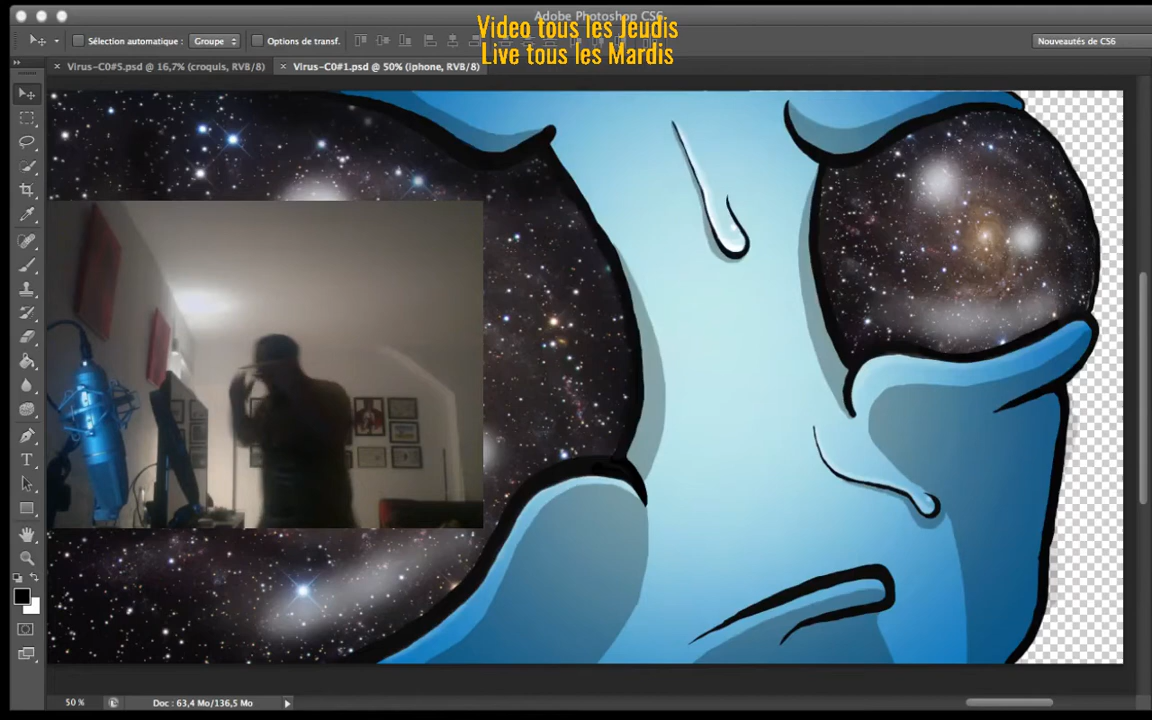 Adobe Photoshop CS6
Video tous les Jeudis
Live tous les Mardis
Sélection automatique :
Groupe
Options de transf.
Nouveautés de CS6
Virus-C0#5.psd @ 16,7% (croquis, RVB/8)
Virus-C0#1.psd @ 50% (iphone, RVB/8)
50 %
Doc : 63,4 Mo/136,5 Mo